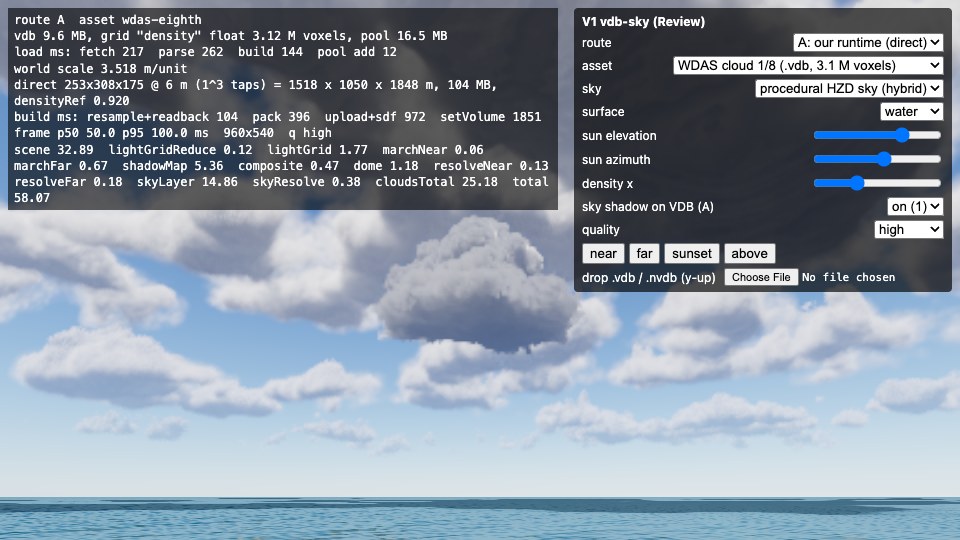 route A  asset wdas-eighth
vdb 9.6 MB, grid "density" float 3.12 M voxels, pool 16.5 MB
load ms: fetch 217  parse 262  build 144  pool add 12
world scale 3.518 m/unit
direct 253x308x175 @ 6 m (1^3 taps) = 1518 x 1050 x 1848 m, 104 MB,
densityRef 0.920
build ms: resample+readback 104  pack 396  upload+sdf 972  setVolume 1851
frame p50 50.0 p95 100.0 ms  960x540  q high
scene 32.89  lightGridReduce 0.12  lightGrid 1.77  marchNear 0.06
marchFar 0.67  shadowMap 5.36  composite 0.47  dome 1.18  resolveNear 0.13
resolveFar 0.18  skyLayer 14.86  skyResolve 0.38  cloudsTotal 25.18  total
58.07
V1 vdb-sky (Review)
route A: our runtime (direct)
asset WDAS cloud 1/8 (.vdb, 3.1 M voxels)
sky procedural HZD sky (hybrid)
surface water
sun elevation
sun azimuth
density x
sky shadow on VDB (A) on (1)
quality high
near far sunset above
drop .vdb / .nvdb (y-up) Choose File No file chosen